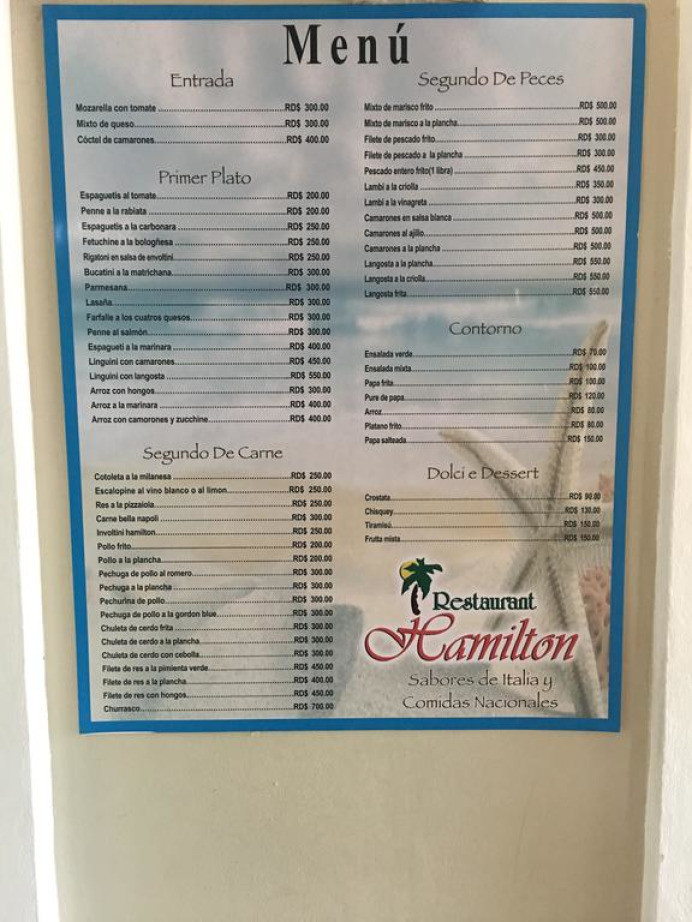 Menú
Entrada
Mozarella con tomate RD$ 300.00
Mixto de queso RD$ 300.00
Cóctel de camarones RD$ 400.00
Primer Plato
Espaguetis al tomate RD$ 200.00
Penne a la rabiata RD$ 200.00
Espaguetis a la carbonara RD$ 250.00
Fetuchine a la bologñesa RD$ 250.00
Rigatoni en salsa de envoltini RD$ 250.00
Bucatini a la matrichana RD$ 300.00
Parmesana RD$ 300.00
Lasaña RD$ 300.00
Farfalle a los cuatros quesos RD$ 300.00
Penne al salmón RD$ 300.00
Espagueti a la marinara RD$ 400.00
Linguini con camarones RD$ 450.00
Linguini con langosta RD$ 550.00
Arroz con hongos RD$ 300.00
Arroz a la marinara RD$ 400.00
Arroz con camorones y zucchine RD$ 400.00
Segundo De Carne
Cotoleta a la milanesa RD$ 250.00
Escalopine al vino blanco o al limon RD$ 250.00
Res a la pizzaiola RD$ 250.00
Carne bella napoli RD$ 300.00
Involtini hamilton RD$ 250.00
Pollo frito RD$ 200.00
Pollo a la plancha RD$ 200.00
Pechuga de pollo al romero RD$ 300.00
Pechuga a la plancha RD$ 300.00
Pechurina de pollo RD$ 300.00
Pechuga de pollo a la gordon blue RD$ 300.00
Chuleta de cerdo frita RD$ 300.00
Chuleta de cerdo a la plancha RD$ 300.00
Chuleta de cerdo con cebolla RD$ 300.00
Filete de res a la pimienta verde RD$ 450.00
Filete de res a la plancha RD$ 400.00
Filete de res con hongos RD$ 450.00
Churrasco RD$ 700.00
Segundo De Peces
Mixto de marisco frito RD$ 500.00
Mixto de marisco a la plancha RD$ 500.00
Filete de pescado frito RD$ 300.00
Filete de pescado a la plancha RD$ 300.00
Pescado entero frito(1 libra) RD$ 450.00
Lambi a la criolla RD$ 350.00
Lambi a la vinagreta RD$ 300.00
Camarones en salsa blanca RD$ 500.00
Camarones al ajillo RD$ 500.00
Camarones a la plancha RD$ 500.00
Langosta a la plancha RD$ 550.00
Langosta a la criolla RD$ 550.00
Langosta frita RD$ 550.00
Contorno
Ensalada verde RD$ 70.00
Ensalada mixta RD$ 100.00
Papa frita RD$ 100.00
Pure de papa RD$ 120.00
Arroz RD$ 80.00
Platano frito RD$ 80.00
Papa salteada RD$ 150.00
Dolci e Dessert
Crostata RD$ 90.00
Chisquey RD$ 130.00
Tiramisú RD$ 150.00
Frutta mista RD$ 150.00
Restaurant
Hamilton
Sabores de Italia y
Comidas Nacionales